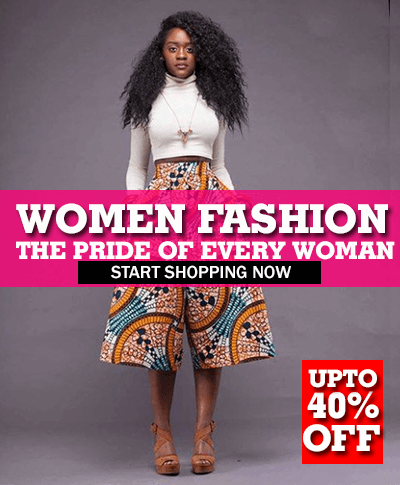 WOMEN FASHION
THE PRIDE OF EVERY WOMAN
START SHOPPING NOW
UPTO
40%
OFF